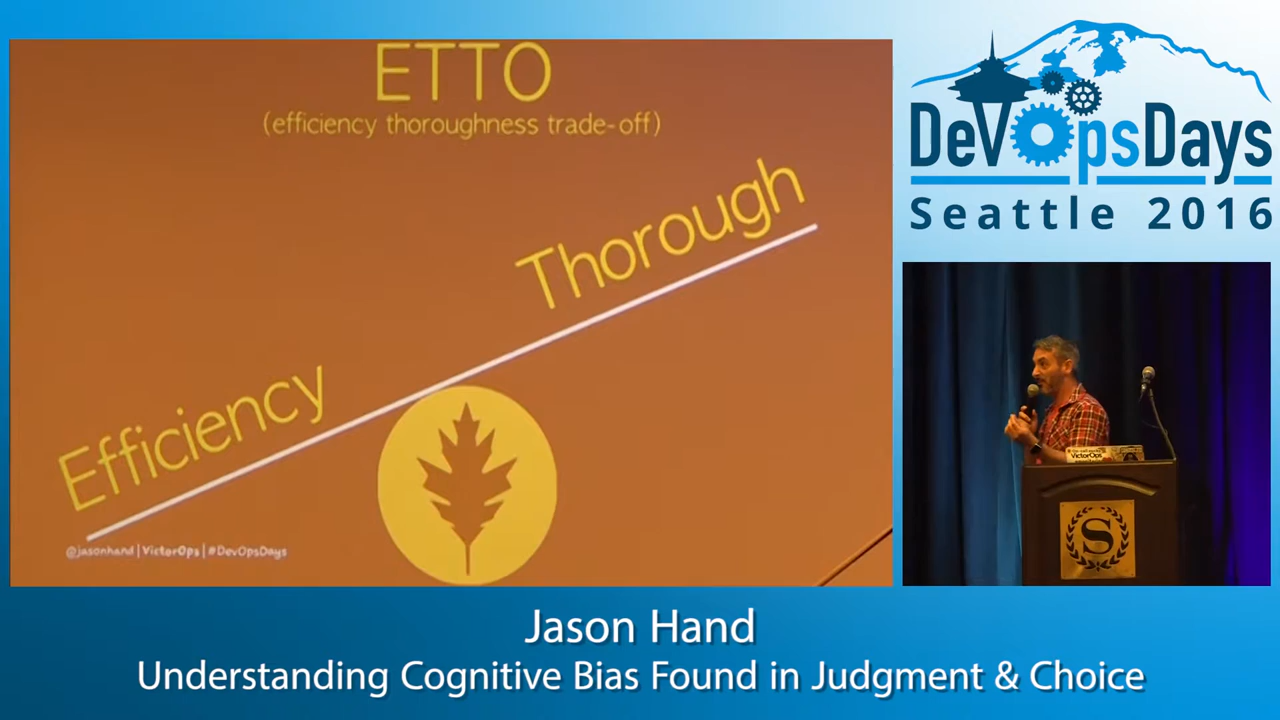 ETTO
(efficiency thoroughness trade-off)
Thorough
Efficiency
@jasonhand | VictorOps | #DevOpsDays
DevOpsDays
Seattle 2016
VictorOps
S
Jason Hand
Understanding Cognitive Bias Found in Judgment & Choice